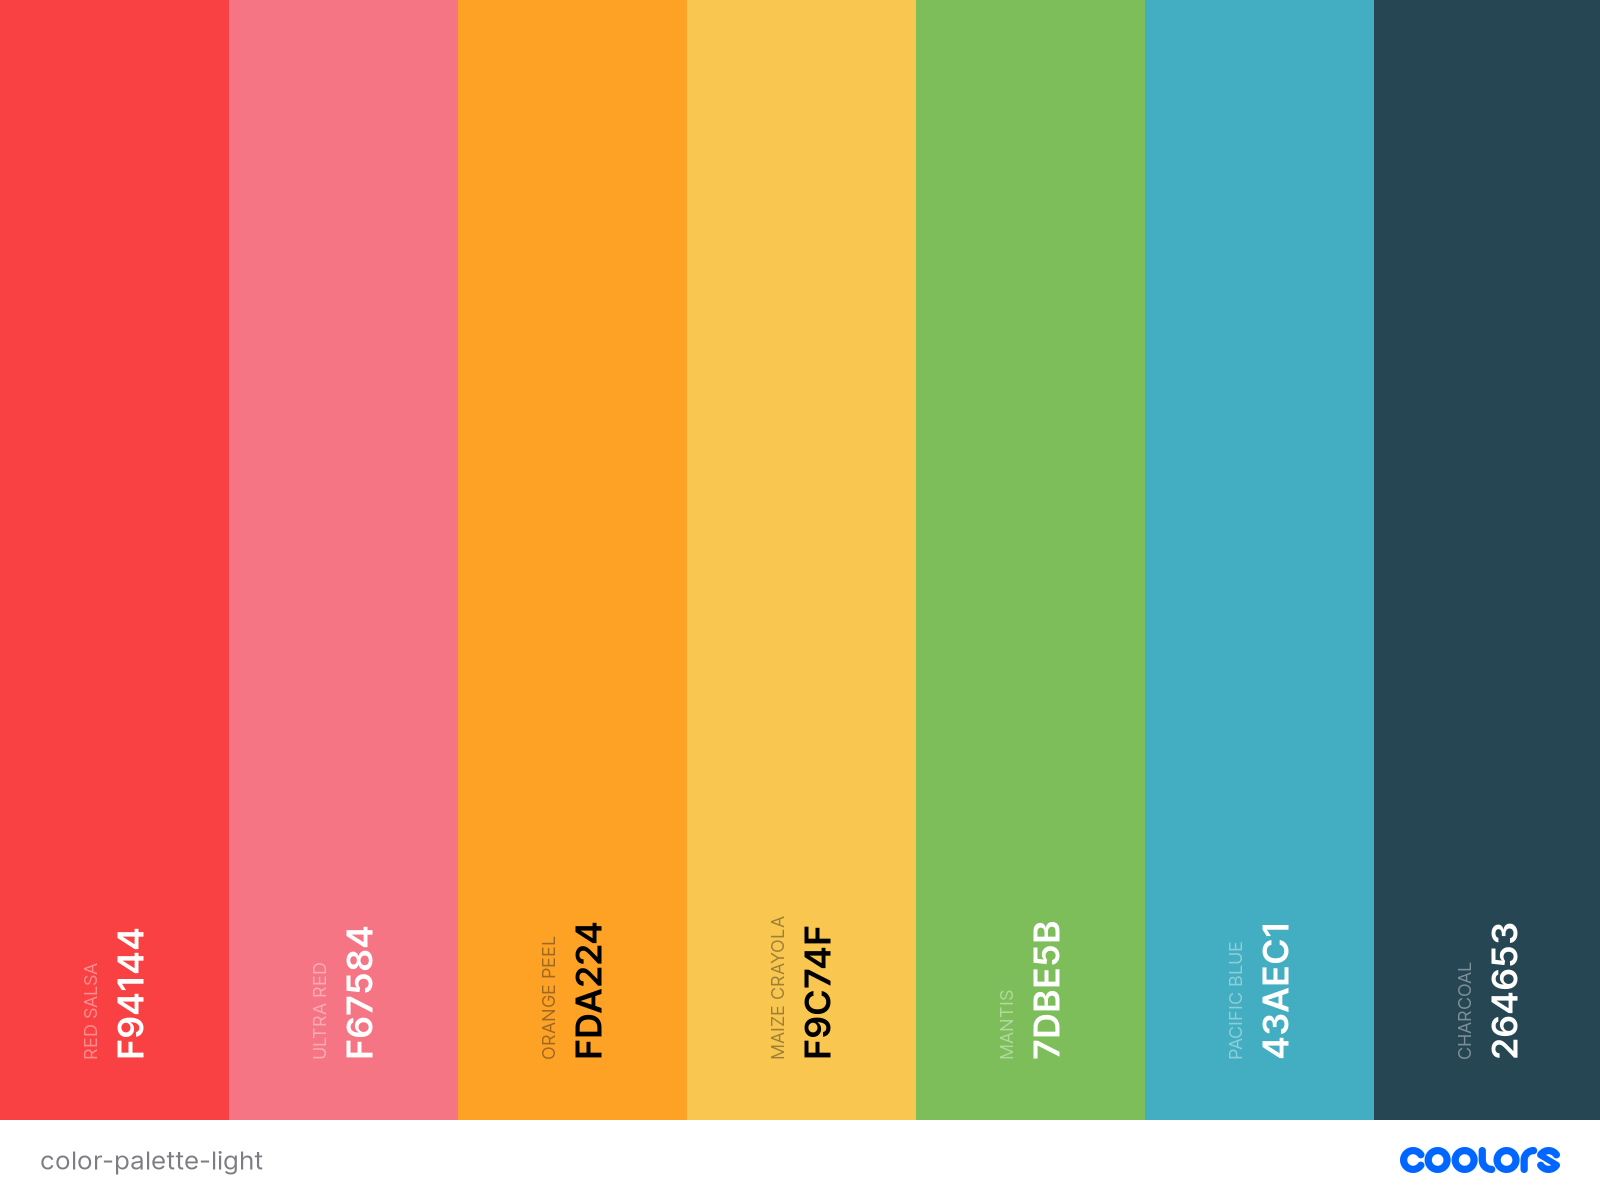 RED SALSA
F94144
ULTRA RED
F67584
ORANGE PEEL
FDA224
MAIZE CRAYOLA
F9C74F
MANTIS
7DBE5B
PACIFIC BLUE
43AEC1
CHARCOAL
264653
color-palette-light
coolors